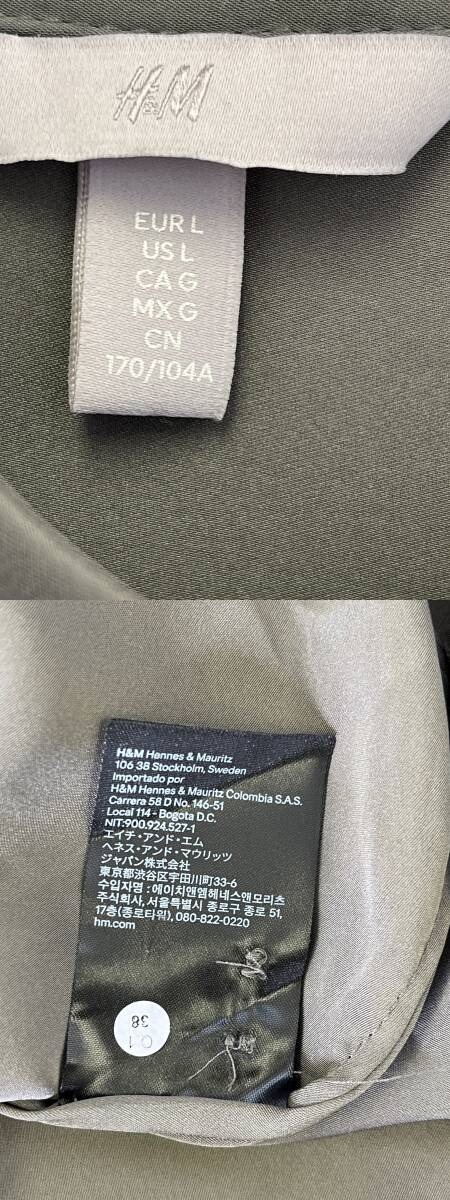 H&M
EUR L
US L
CA G
MX G
CN
170/104A
H&M Hennes & Mauritz
106 38 Stockholm, Sweden
Importado por
H&M Hennes & Mauritz Colombia S.A.S.
Carrera 58 D No. 146-51
Local 114 - Bogota D.C.
NIT:900.924.527-1
エイチ・アンド・エム
ヘネス・アンド・マウリッツ
ジャパン株式会社
東京都渋谷区宇田川町33-6
수입자명 : 에이치앤엠헤네스앤모리츠
주식회사, 서울특별시 종로구 종로 51,
17층(종로타워), 080-822-0220
hm.com
0.1
38